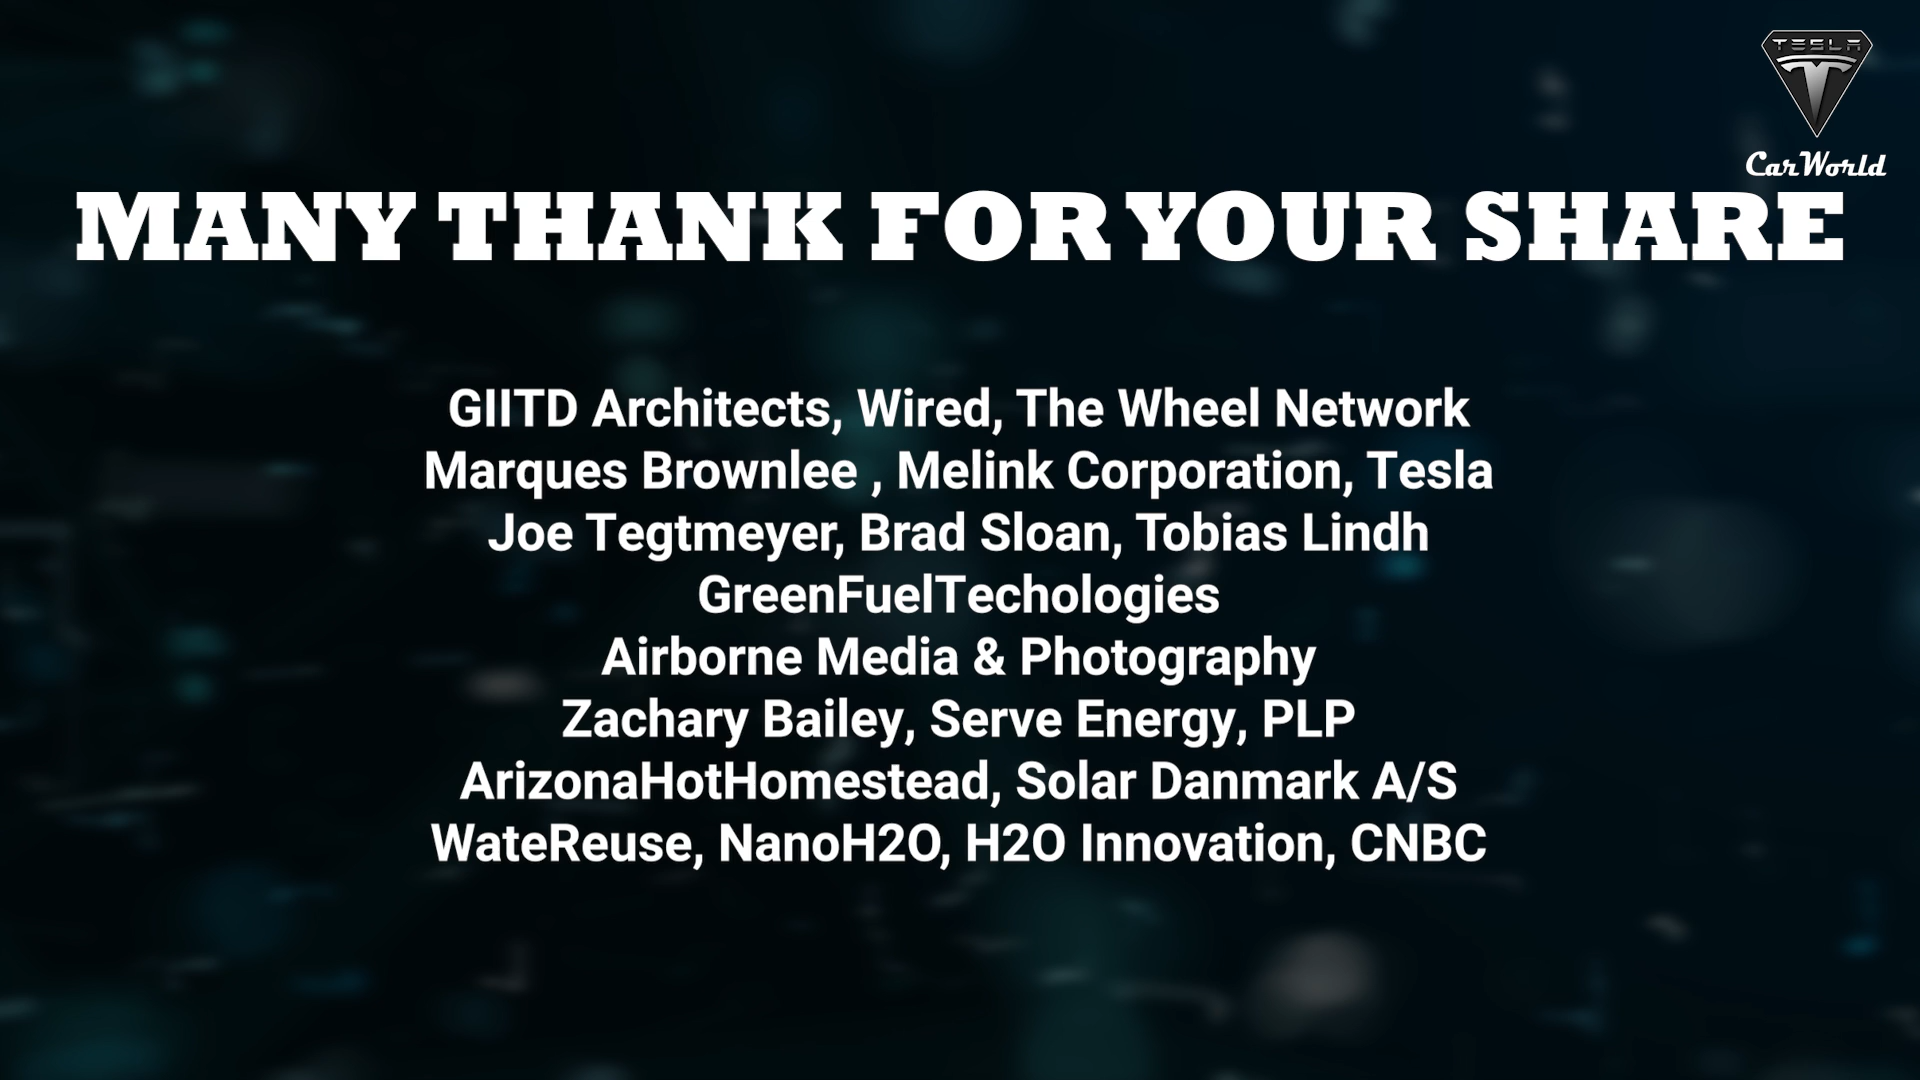 TESLA
CarWorld
MANY THANK FOR YOUR SHARE
GIITD Architects, Wired, The Wheel Network
Marques Brownlee , Melink Corporation, Tesla
Joe Tegtmeyer, Brad Sloan, Tobias Lindh
GreenFuelTechologies
Airborne Media & Photography
Zachary Bailey, Serve Energy, PLP
ArizonaHotHomestead, Solar Danmark A/S
WateReuse, NanoH2O, H2O Innovation, CNBC